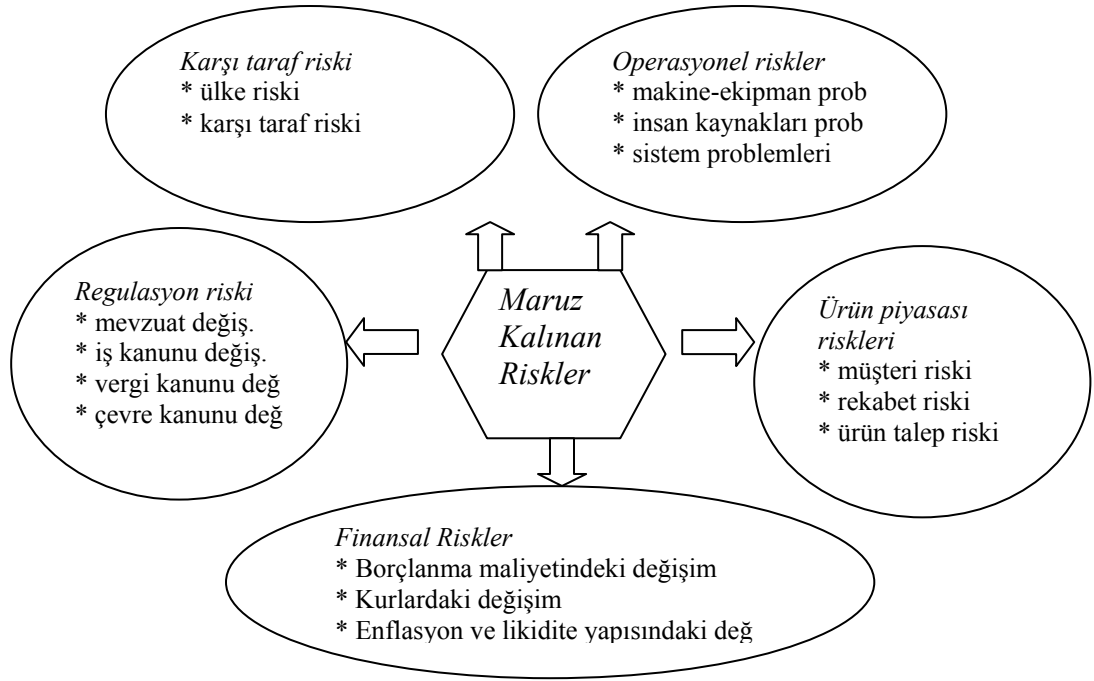 Karşı taraf riski
* ülke riski
* karşı taraf riski
Operasyonel riskler
* makine-ekipman prob
* insan kaynakları prob
* sistem problemleri
Regulasyon riski
* mevzuat değiş.
* iş kanunu değiş.
* vergi kanunu değ
* çevre kanunu değ
Maruz
Kalınan
Riskler
Ürün piyasası
riskleri
* müşteri riski
* rekabet riski
* ürün talep riski
Finansal Riskler
* Borçlanma maliyetindeki değişim
* Kurlardaki değişim
* Enflasyon ve likidite yapısındaki değ